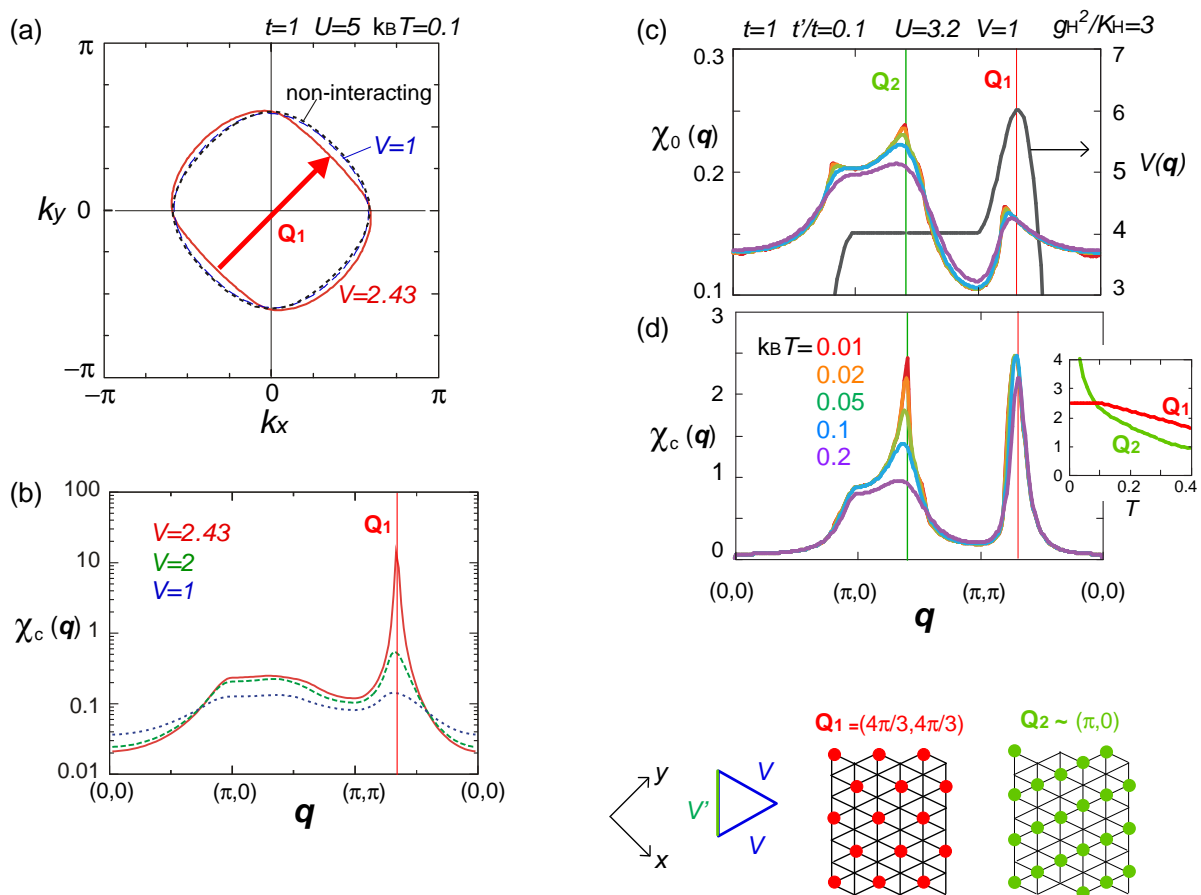 (a)
t=1 U=5 kBT=0.1
π
non-interacting
V=1
ky
0
Q1
V=2.43
−π
−π
0
π
kx
(b)
100
10
1
0.1
0.01
χc (q)
V=2.43
V=2
V=1
Q1
(0,0)
(π,0)
(π,π)
(0,0)
q
(c)
t=1 t'/t=0.1 U=3.2 V=1 gH²/KH=3
0.3
0.2
0.1
χ0 (q)
Q2
Q1
7
6
5
4
3
V(q)
(d)
3
2
1
0
χc (q)
kBT= 0.01
0.02
0.05
0.1
0.2
4
3
2
1
0
Q1
Q2
0
0.2
0.4
T
(0,0)
(π,0)
(π,π)
(0,0)
q
y
x
V
V'
V
Q1 =(4π/3,4π/3)
Q2 ~ (π,0)